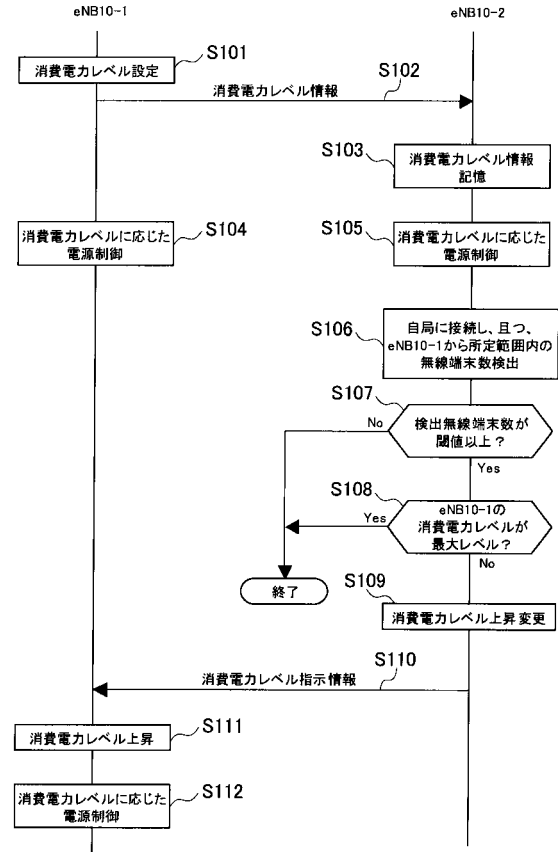 eNB10-1
eNB10-2
S101
消費電力レベル設定
S102
消費電力レベル情報
S103
消費電力レベル情報
記憶
S104
消費電力レベルに応じた
電源制御
S105
消費電力レベルに応じた
電源制御
S106
自局に接続し、且つ、
eNB10-1から所定範囲内の
無線端末数検出
S107
No
検出無線端末数が
閾値以上?
Yes
S108
Yes
eNB10-1の
消費電力レベルが
最大レベル?
No
終了
S109
消費電力レベル上昇変更
S110
消費電力レベル指示情報
S111
消費電力レベル上昇
S112
消費電力レベルに応じた
電源制御